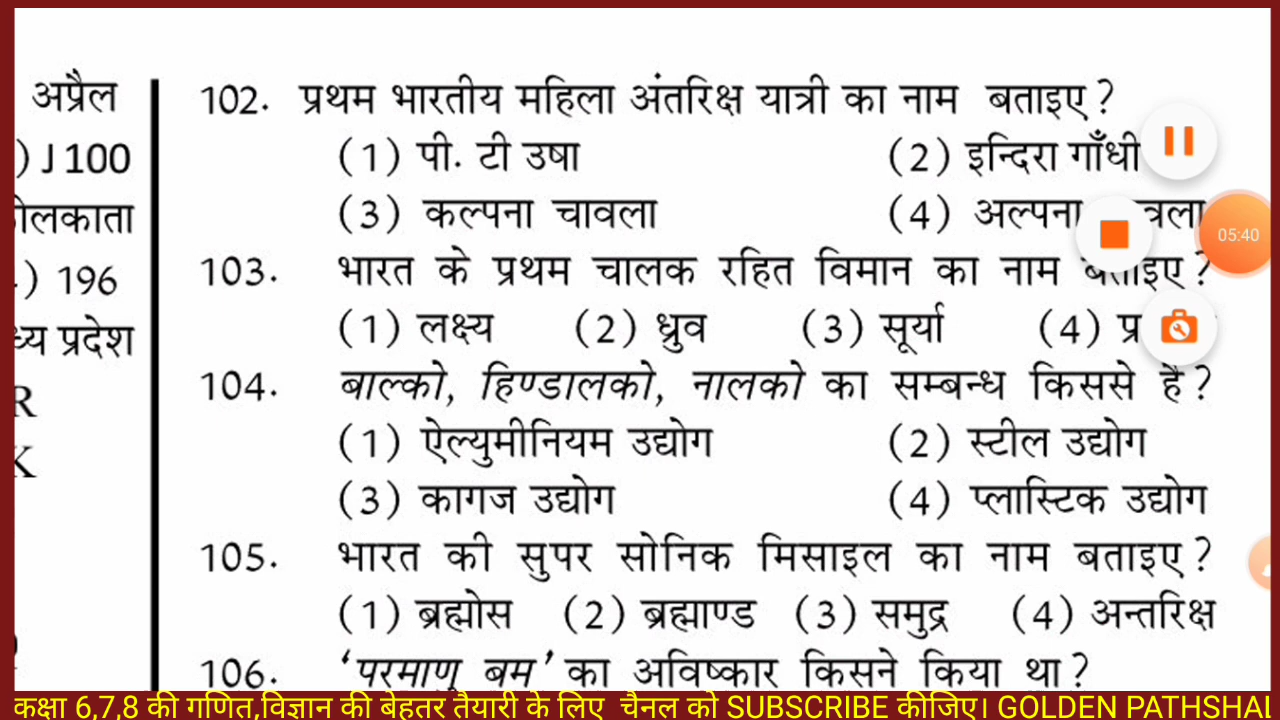 अप्रैल
) J 100
196
प्रदेश
R
K
102. प्रथम भारतीय महिला अंतरिक्ष यात्री का नाम बताइए?
(1) पी. टी उषा (2) इन्दिरा गाँधी
(3) कल्पना चावला (4) अल्पना
103. भारत के प्रथम चालक रहित विमान का नाम बताइए?
(1) लक्ष्य (2) ध्रुव (3) सूर्या (4)
104. बाल्को, हिण्डालको, नालको का सम्बन्ध किससे है?
(1) ऐल्युमीनियम उद्योग (2) स्टील उद्योग
(3) कागज उद्योग (4) प्लास्टिक उद्योग
105. भारत की सुपर सोनिक मिसाइल का नाम बताइए?
(1) ब्रह्मोस (2) ब्रह्माण्ड (3) समुद्र (4) अन्तरिक्ष
106. ‘परमाणु बम’ का अविष्कार किसने किया था?
05:40
कक्षा 6,7,8 की गणित,विज्ञान की बेहतर तैयारी के लिए चैनल को SUBSCRIBE कीजिए। GOLDEN PATHSHAL